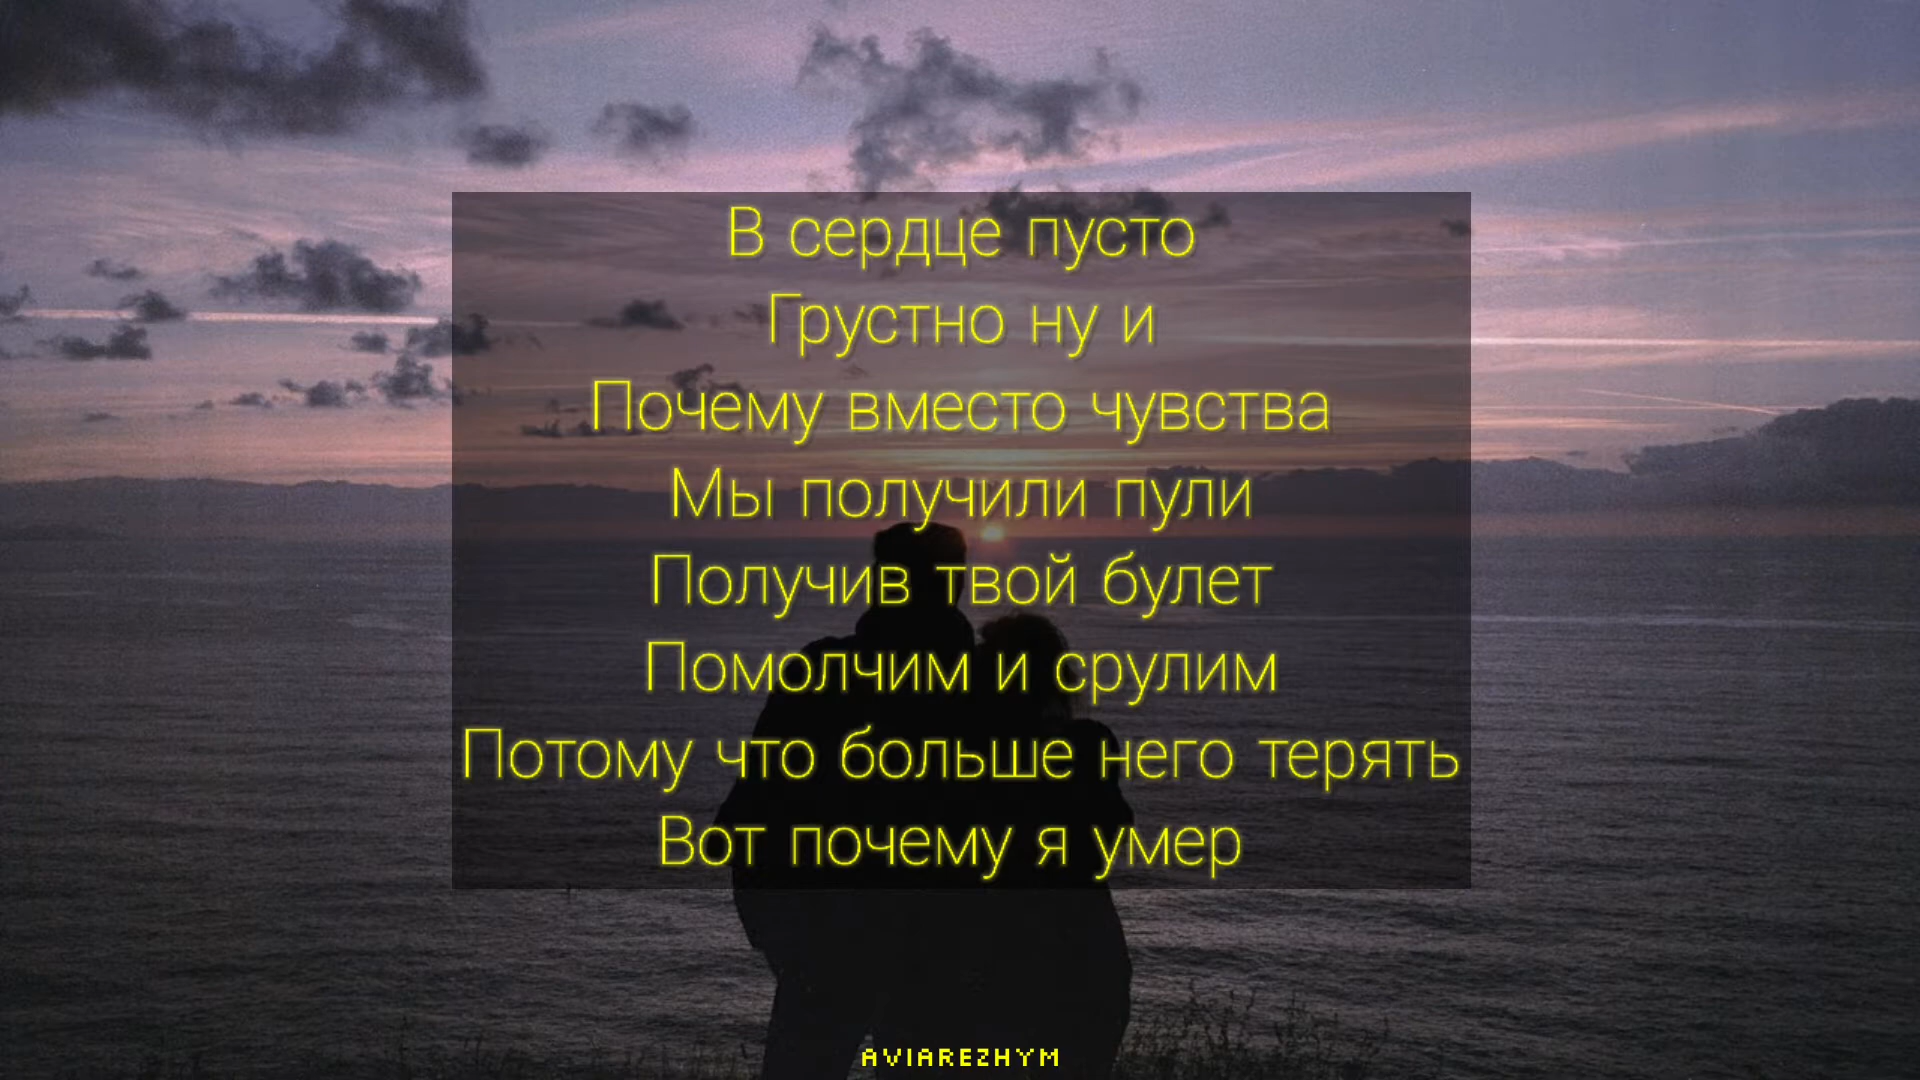 В сердце пусто
Грустно ну и
Почему вместо чувства
Мы получили пули
Получив твой булет
Помолчим и срулим
Потому что больше него терять
Вот почему я умер
AVIAREZHYM